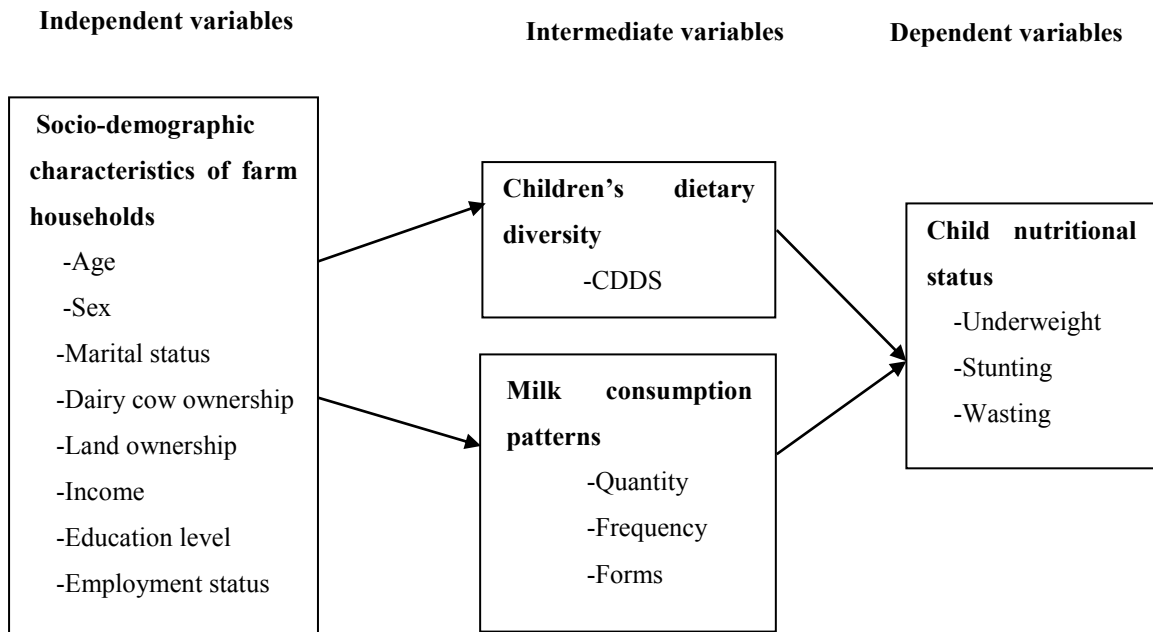 Independent variables
Intermediate variables
Dependent variables
Socio-demographic
characteristics of farm
households
-Age
-Sex
-Marital status
-Dairy cow ownership
-Land ownership
-Income
-Education level
-Employment status
Children’s dietary
diversity
-CDDS
Milk consumption
patterns
-Quantity
-Frequency
-Forms
Child nutritional
status
-Underweight
-Stunting
-Wasting